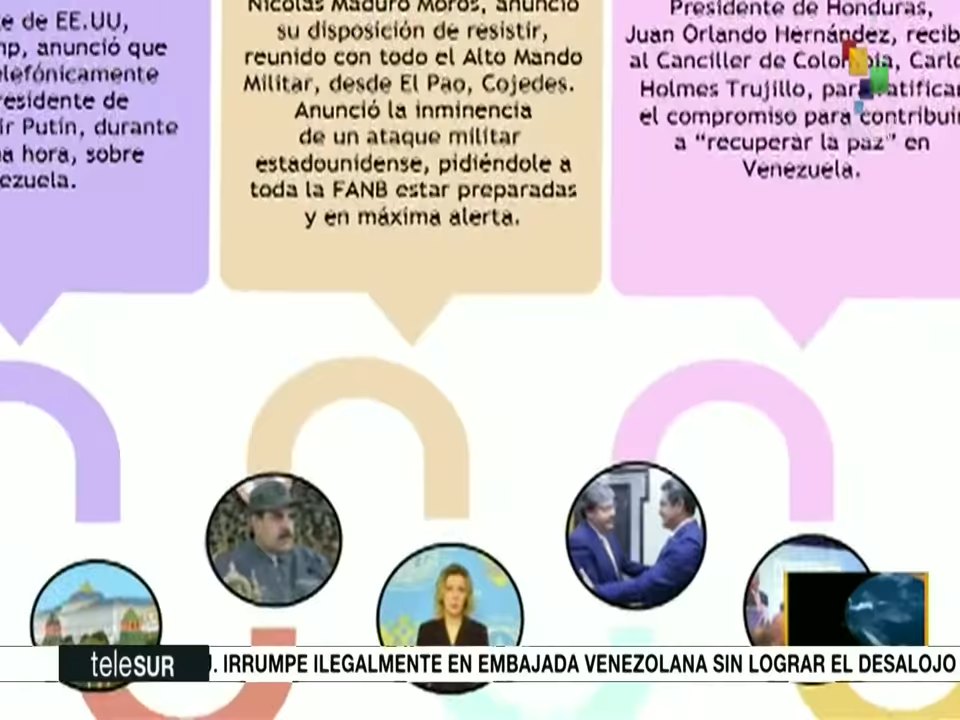 e de EE.UU,
np, anunció que
elefónicamente
residente de
ir Putin, durante
a hora, sobre
ezuela.
Nicolás Maduro Moros, anunció
su disposición de resistir,
reunido con todo el Alto Mando
Militar, desde El Pao, Cojedes.
Anunció la inminencia
de un ataque militar
estadounidense, pidiéndole a
toda la FANB estar preparadas
y en máxima alerta.
Presidente de Honduras,
Juan Orlando Hernández, recib
al Canciller de Colombia, Carlo
Holmes Trujillo, para ratificar
el compromiso para contribuir
a “recuperar la paz” en
Venezuela.
teleSUR
. IRRUMPE ILEGALMENTE EN EMBAJADA VENEZOLANA SIN LOGRAR EL DESALOJO